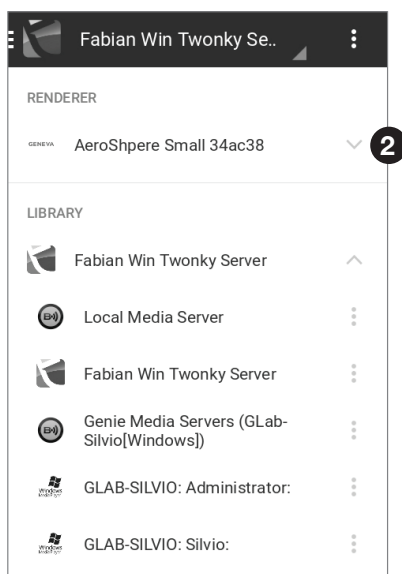 Fabian Win Twonky Se..
RENDERER
GENEVA AeroShpere Small 34ac38
2
LIBRARY
Fabian Win Twonky Server
Local Media Server
Fabian Win Twonky Server
Genie Media Servers (GLab-
Silvio[Windows])
GLAB-SILVIO: Administrator:
GLAB-SILVIO: Silvio: